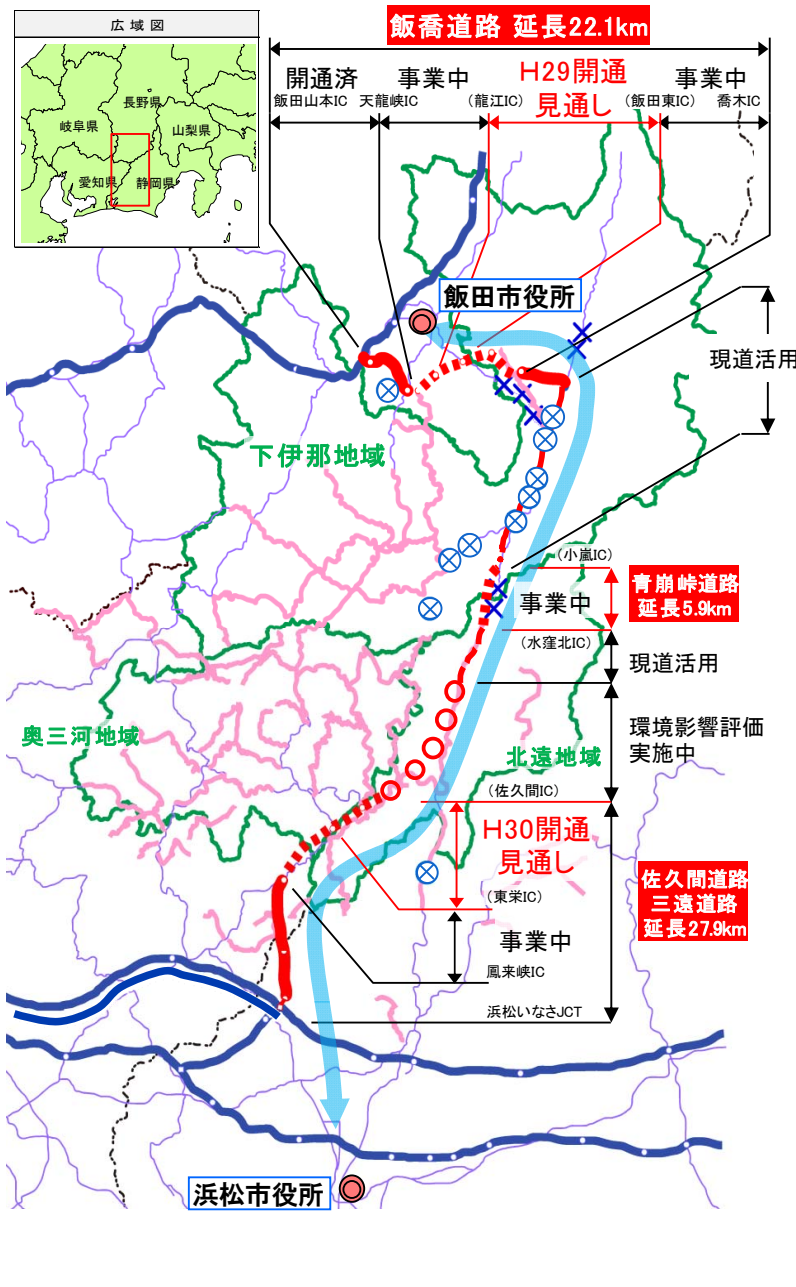 広域図
長野県
岐阜県
山梨県
愛知県
静岡県
飯喬道路 延長22.1km
開通済
事業中
H29開通
見通し
事業中
飯田山本IC
天龍峡IC
(龍江IC)
(飯田東IC)
喬木IC
飯田市役所
現道活用
下伊那地域
(小嵐IC)
青崩峠道路
延長5.9km
事業中
(水窪北IC)
現道活用
奥三河地域
北遠地域
環境影響評価
実施中
(佐久間IC)
H30開通
見通し
佐久間道路
三遠道路
延長27.9km
(東栄IC)
事業中
鳳来峡IC
浜松いなさJCT
浜松市役所